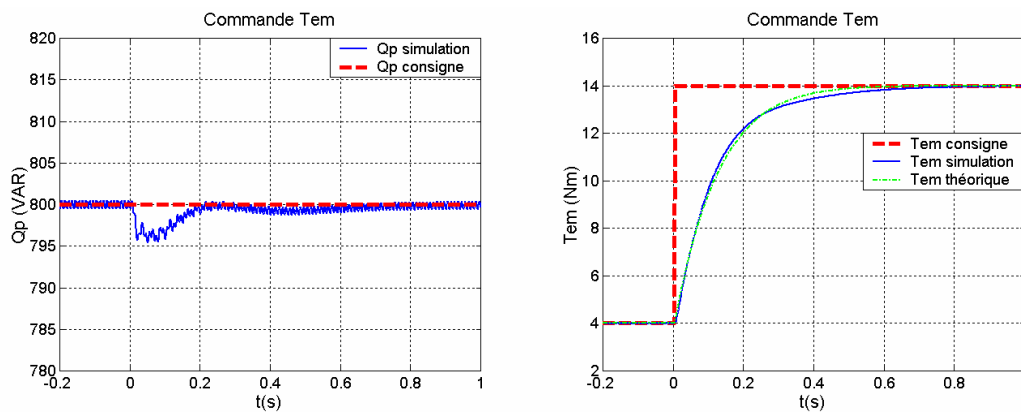 Commande Tem
820
815
810
805
800
795
790
785
780
Qp (VAR)
Qp simulation
Qp consigne
-0.2
0
0.2
0.4
0.6
0.8
1
t(s)
Commande Tem
16
14
12
10
8
6
4
2
Tem (Nm)
Tem consigne
Tem simulation
Tem théorique
-0.2
0
0.2
0.4
0.6
0.8
t(s)